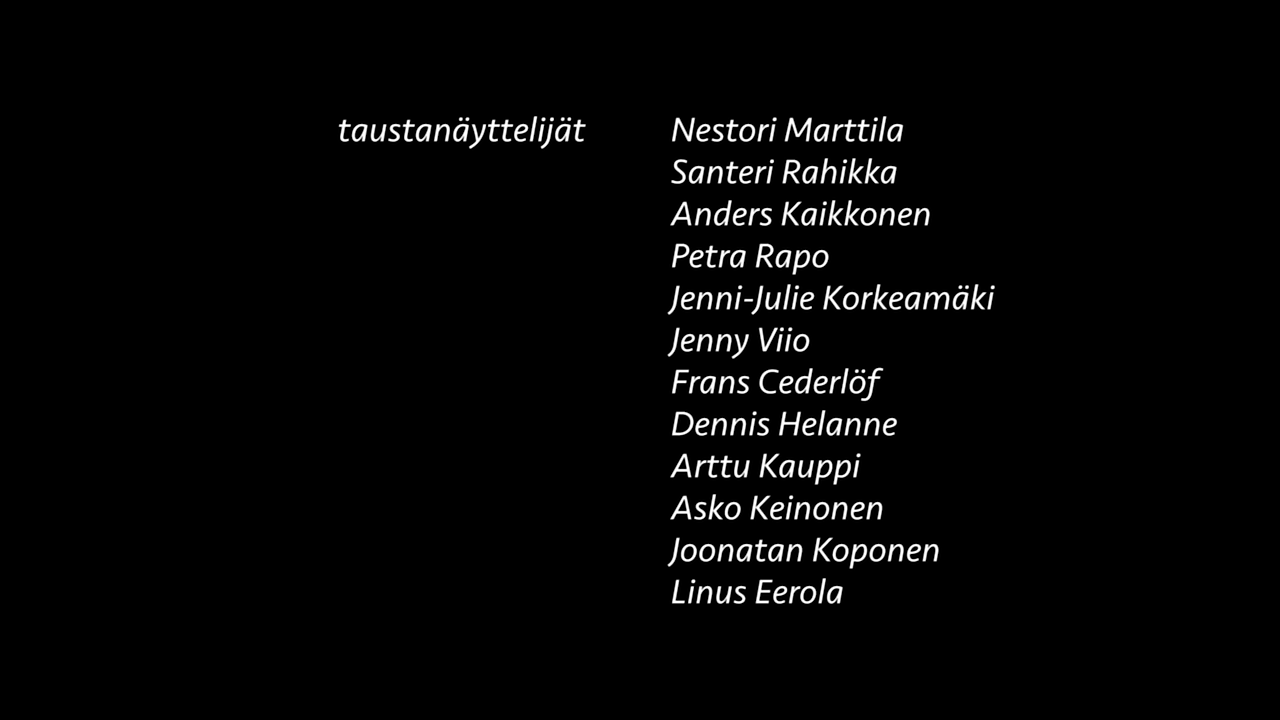 taustanäyttelijät Nestori Marttila
Santeri Rahikka
Anders Kaikkonen
Petra Rapo
Jenni-Julie Korkeamäki
Jenny Viio
Frans Cederlöf
Dennis Helanne
Arttu Kauppi
Asko Keinonen
Joonatan Koponen
Linus Eerola